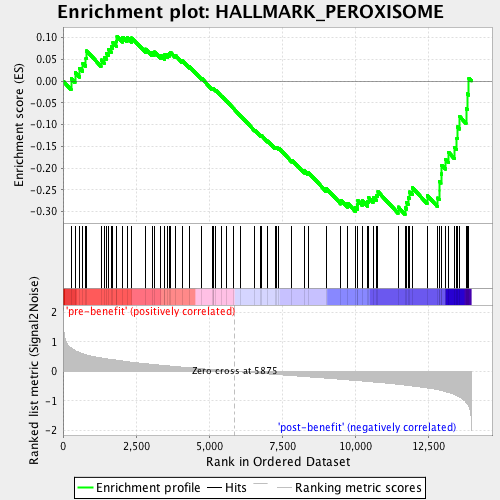 Enrichment plot: HALLMARK_PEROXISOME
Enrichment score (ES)
0.10
0.05
0.00
-0.05
-0.10
-0.15
-0.20
-0.25
-0.30
'pre-benefit' (positively correlated)
Ranked list metric (Signal2Noise)
2
1
0
-1
-2
Zero cross at 5875
'post-benefit' (negatively correlated)
0
2,500
5,000
7,500
10,000
12,500
Rank in Ordered Dataset
Enrichment profile
Hits
Ranking metric scores